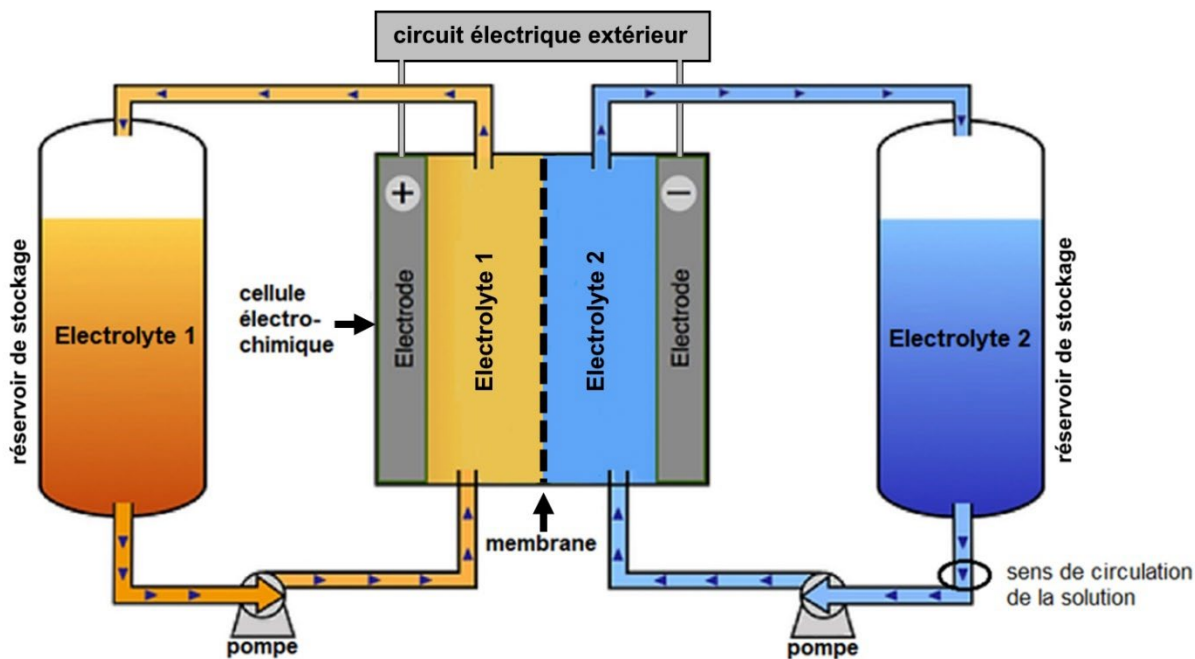 circuit électrique extérieur
réservoir de stockage
Electrolyte 1
cellule
électro-
chimique
+
Electrode
Electrolyte 1
Electrolyte 2
−
Electrode
Electrolyte 2
réservoir de stockage
membrane
pompe
pompe
sens de circulation
de la solution